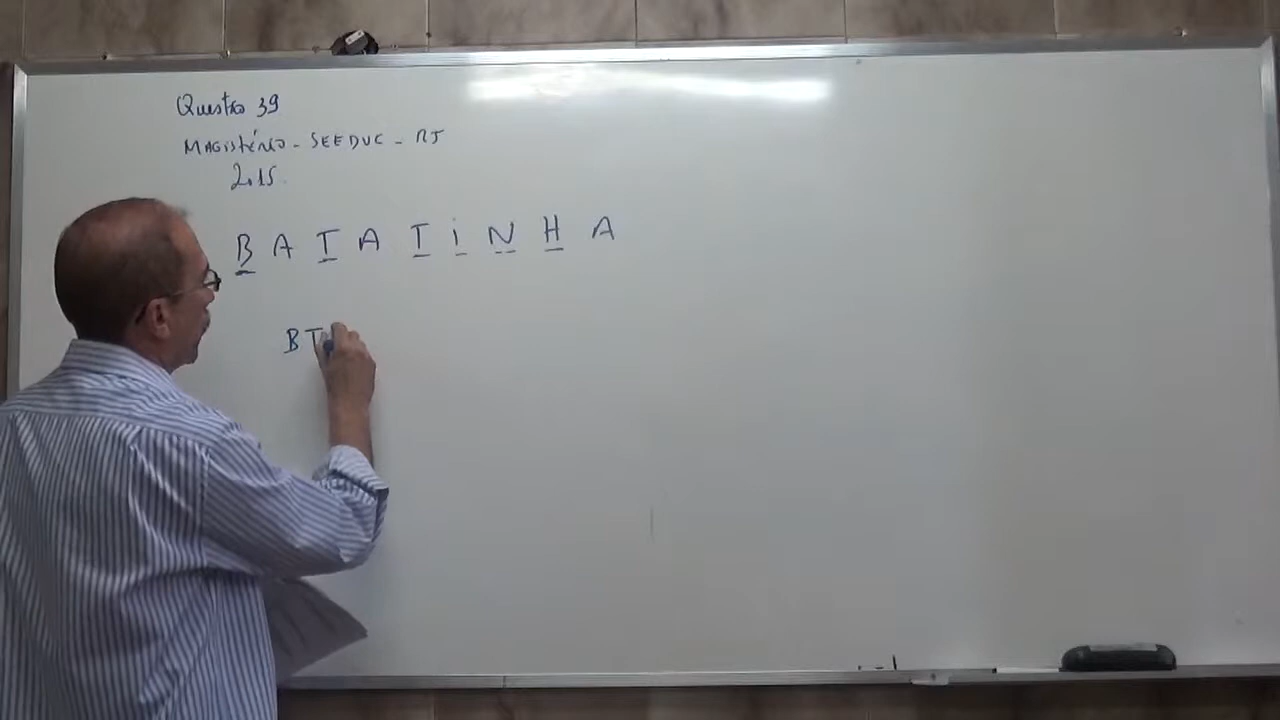 Questão 39
MAGISTÉRIO - SEEDUC - RJ
2015
B A T A T i N H A
B T